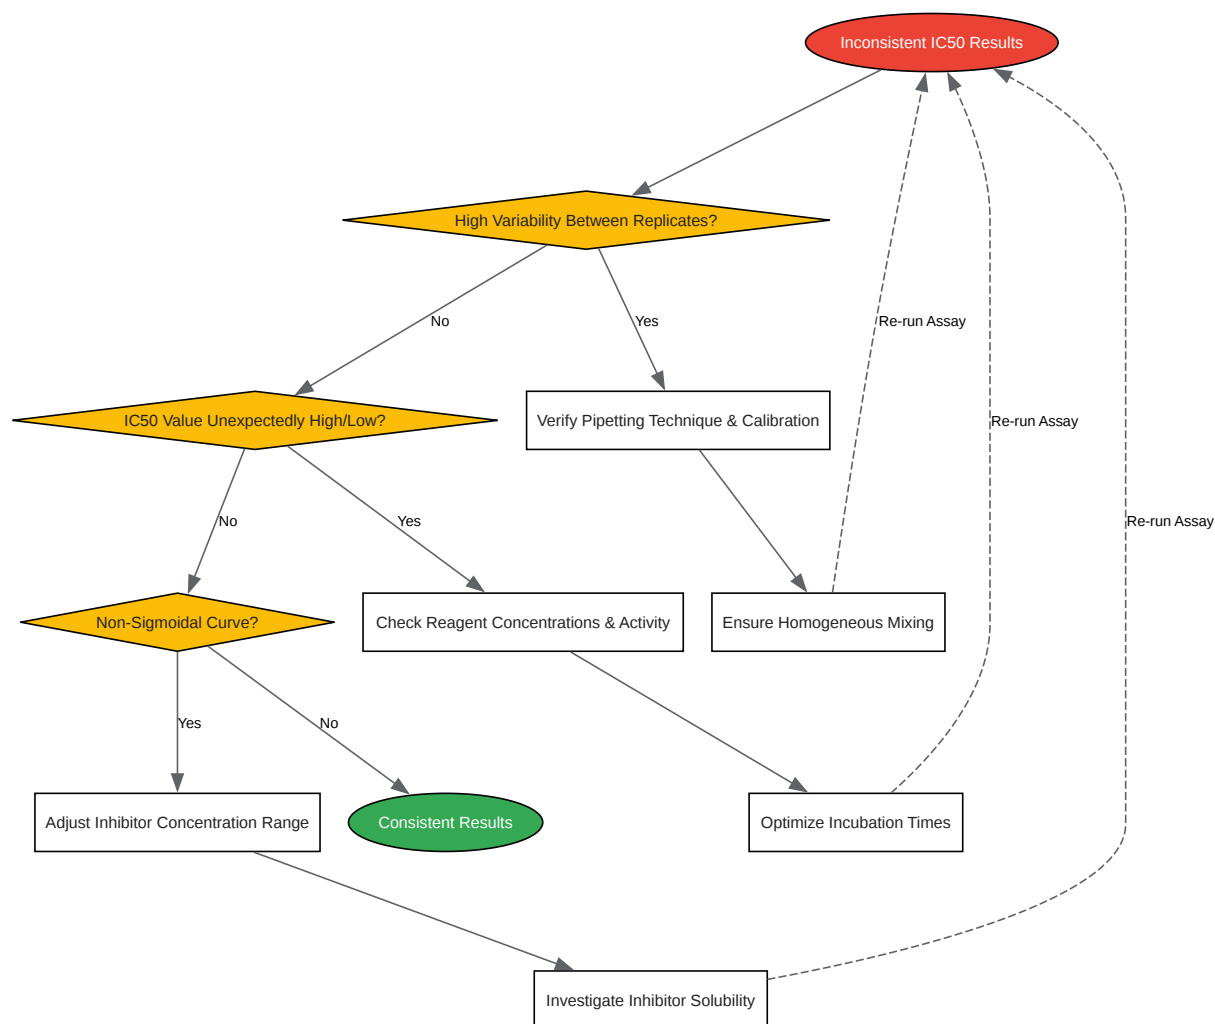 Inconsistent IC50 Results
High Variability Between Replicates?
No
Yes
Re-run Assay
IC50 Value Unexpectedly High/Low?
Verify Pipetting Technique & Calibration
Re-run Assay
No
Yes
Re-run Assay
Non-Sigmoidal Curve?
Check Reagent Concentrations & Activity
Ensure Homogeneous Mixing
Yes
No
Adjust Inhibitor Concentration Range
Consistent Results
Optimize Incubation Times
Investigate Inhibitor Solubility